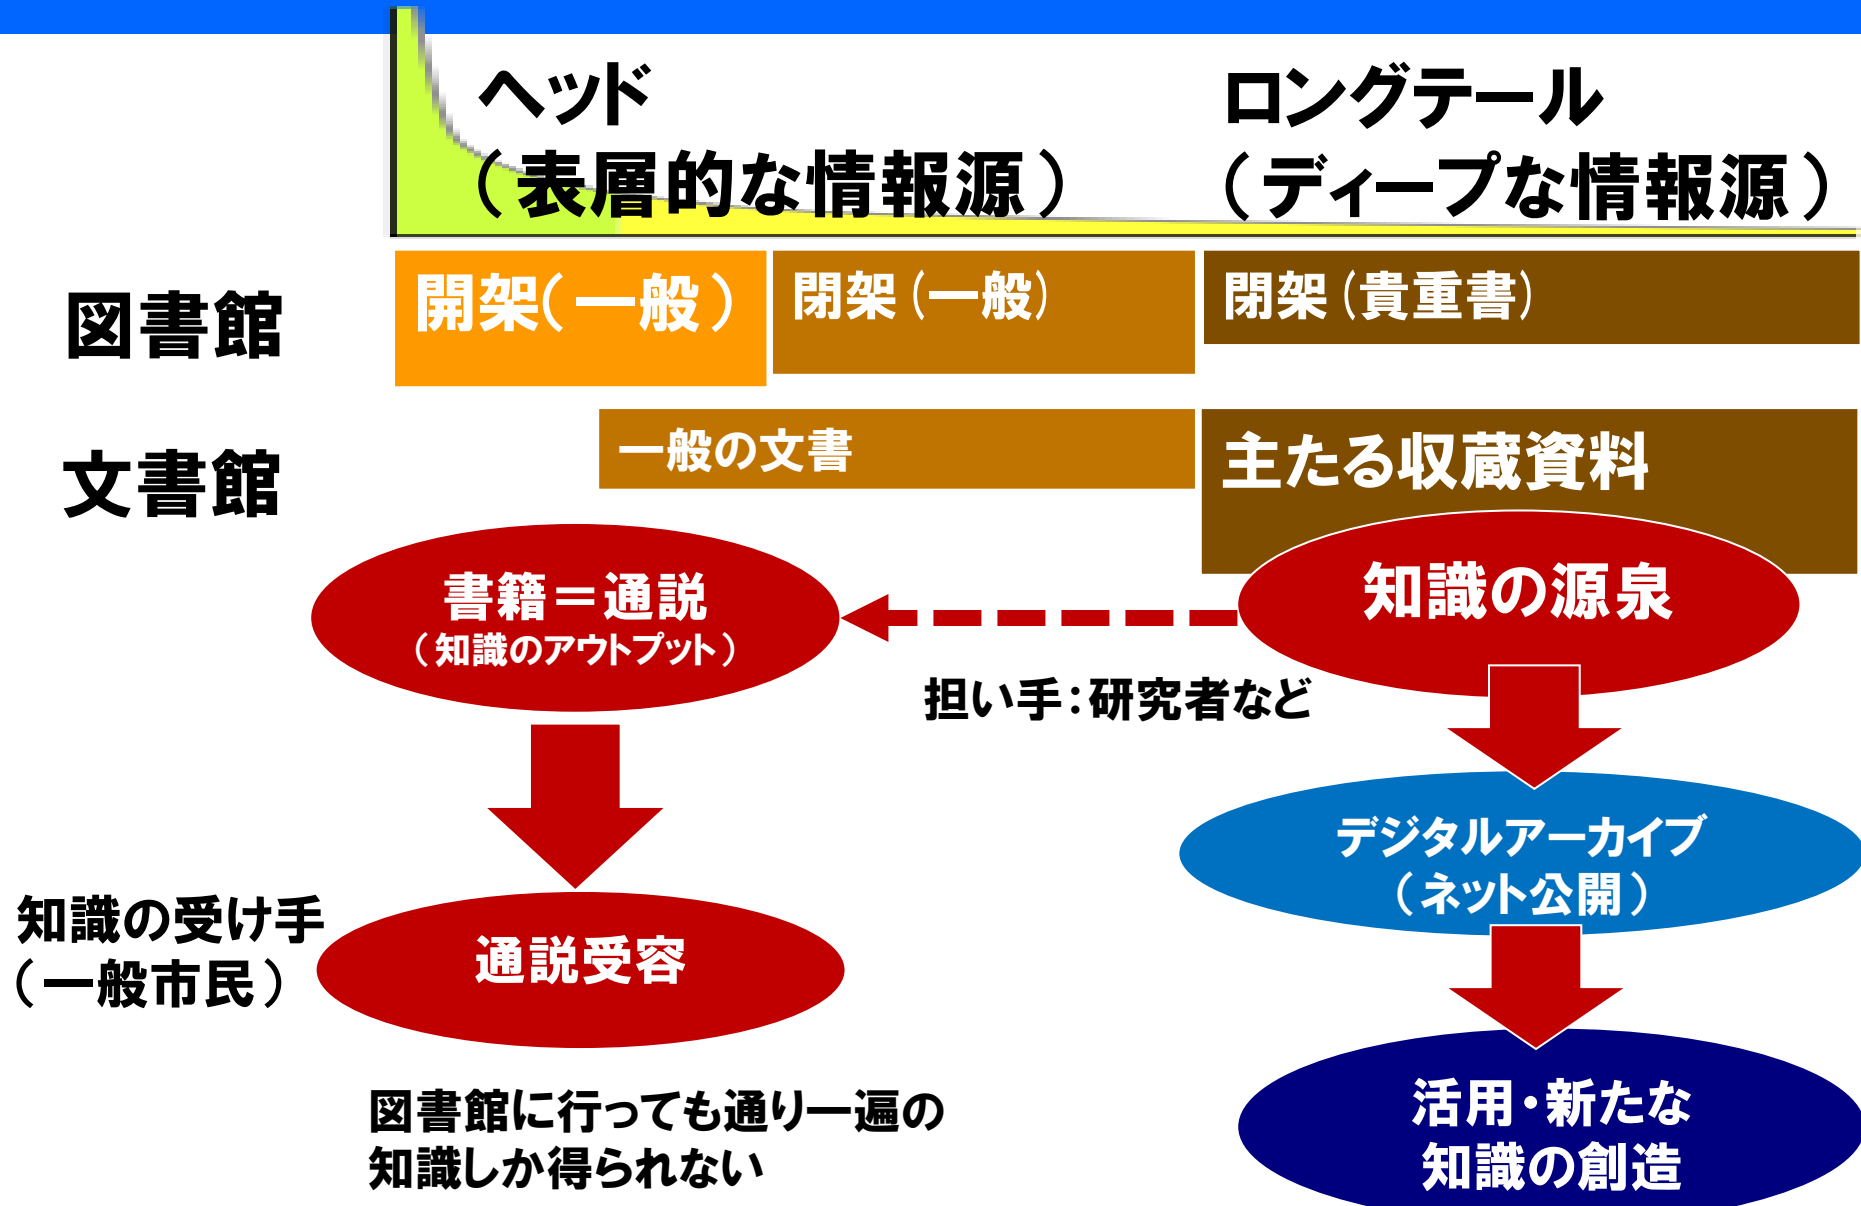 ヘッド
（表層的な情報源）
ロングテール
（ディープな情報源）
図書館
開架（一般）
閉架（一般）
閉架（貴重書）
文書館
一般の文書
主たる収蔵資料
書籍＝通説
（知識のアウトプット）
知識の源泉
担い手：研究者など
デジタルアーカイブ
（ネット公開）
知識の受け手
（一般市民）
通説受容
図書館に行っても通り一遍の
知識しか得られない
活用・新たな
知識の創造